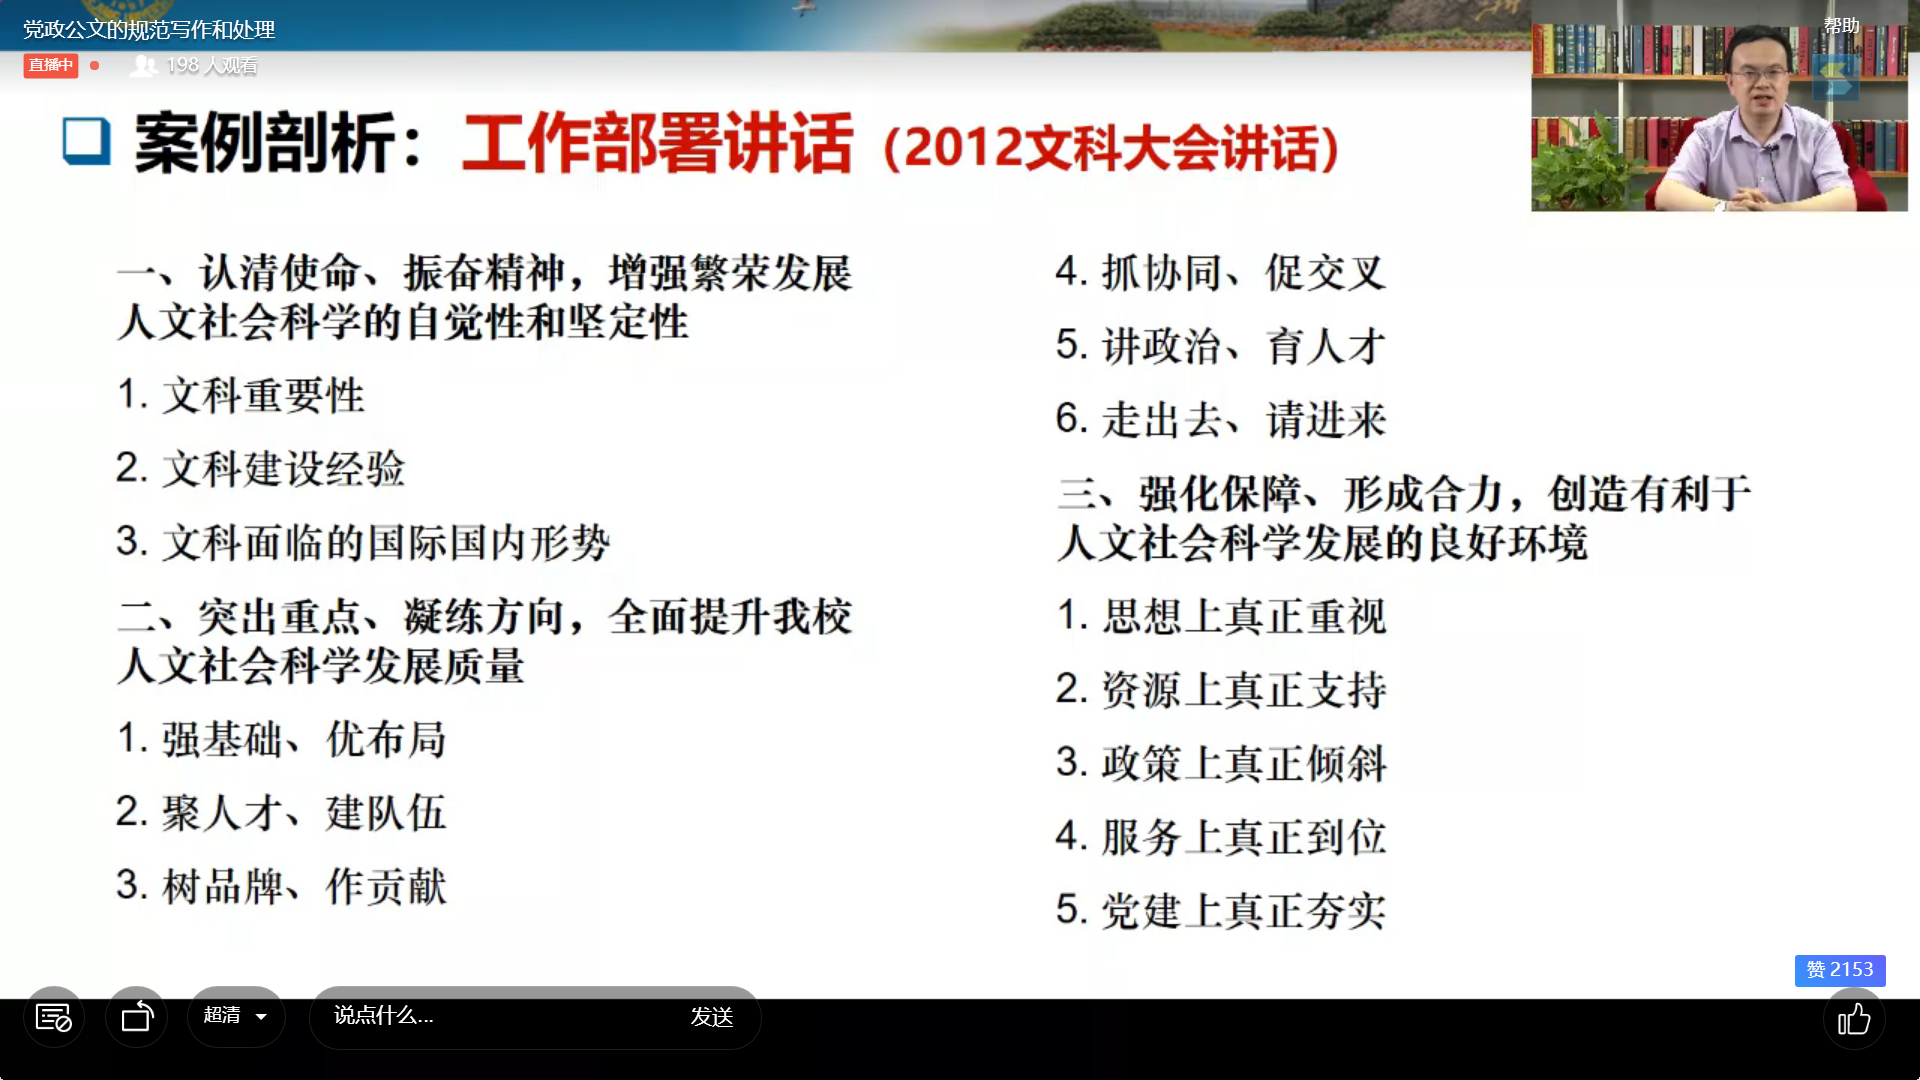 党政公文的规范写作和处理
直播中
198 人观看
帮助
案例剖析：工作部署讲话（2012文科大会讲话）
一、认清使命、振奋精神，增强繁荣发展
人文社会科学的自觉性和坚定性
1. 文科重要性
2. 文科建设经验
3. 文科面临的国际国内形势
二、突出重点、凝练方向，全面提升我校
人文社会科学发展质量
1. 强基础、优布局
2. 聚人才、建队伍
3. 树品牌、作贡献
4. 抓协同、促交叉
5. 讲政治、育人才
6. 走出去、请进来
三、强化保障、形成合力，创造有利于
人文社会科学发展的良好环境
1. 思想上真正重视
2. 资源上真正支持
3. 政策上真正倾斜
4. 服务上真正到位
5. 党建上真正夯实
赞 2153
超清
说点什么...
发送